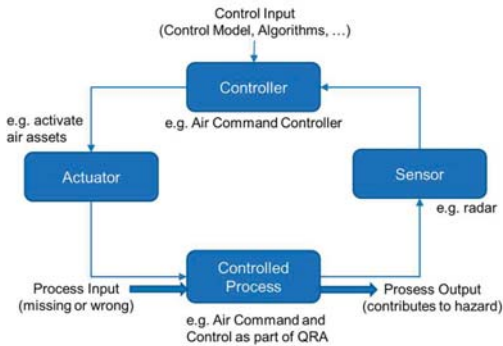 Control Input
(Control Model, Algorithms, ...)
Controller
e.g. Air Command Controller
e.g. activate
air assets
Actuator
Sensor
e.g. radar
Controlled
Process
Process Input
(missing or wrong)
Prosess Output
(contributes to hazard)
e.g. Air Command and
Control as part of QRA